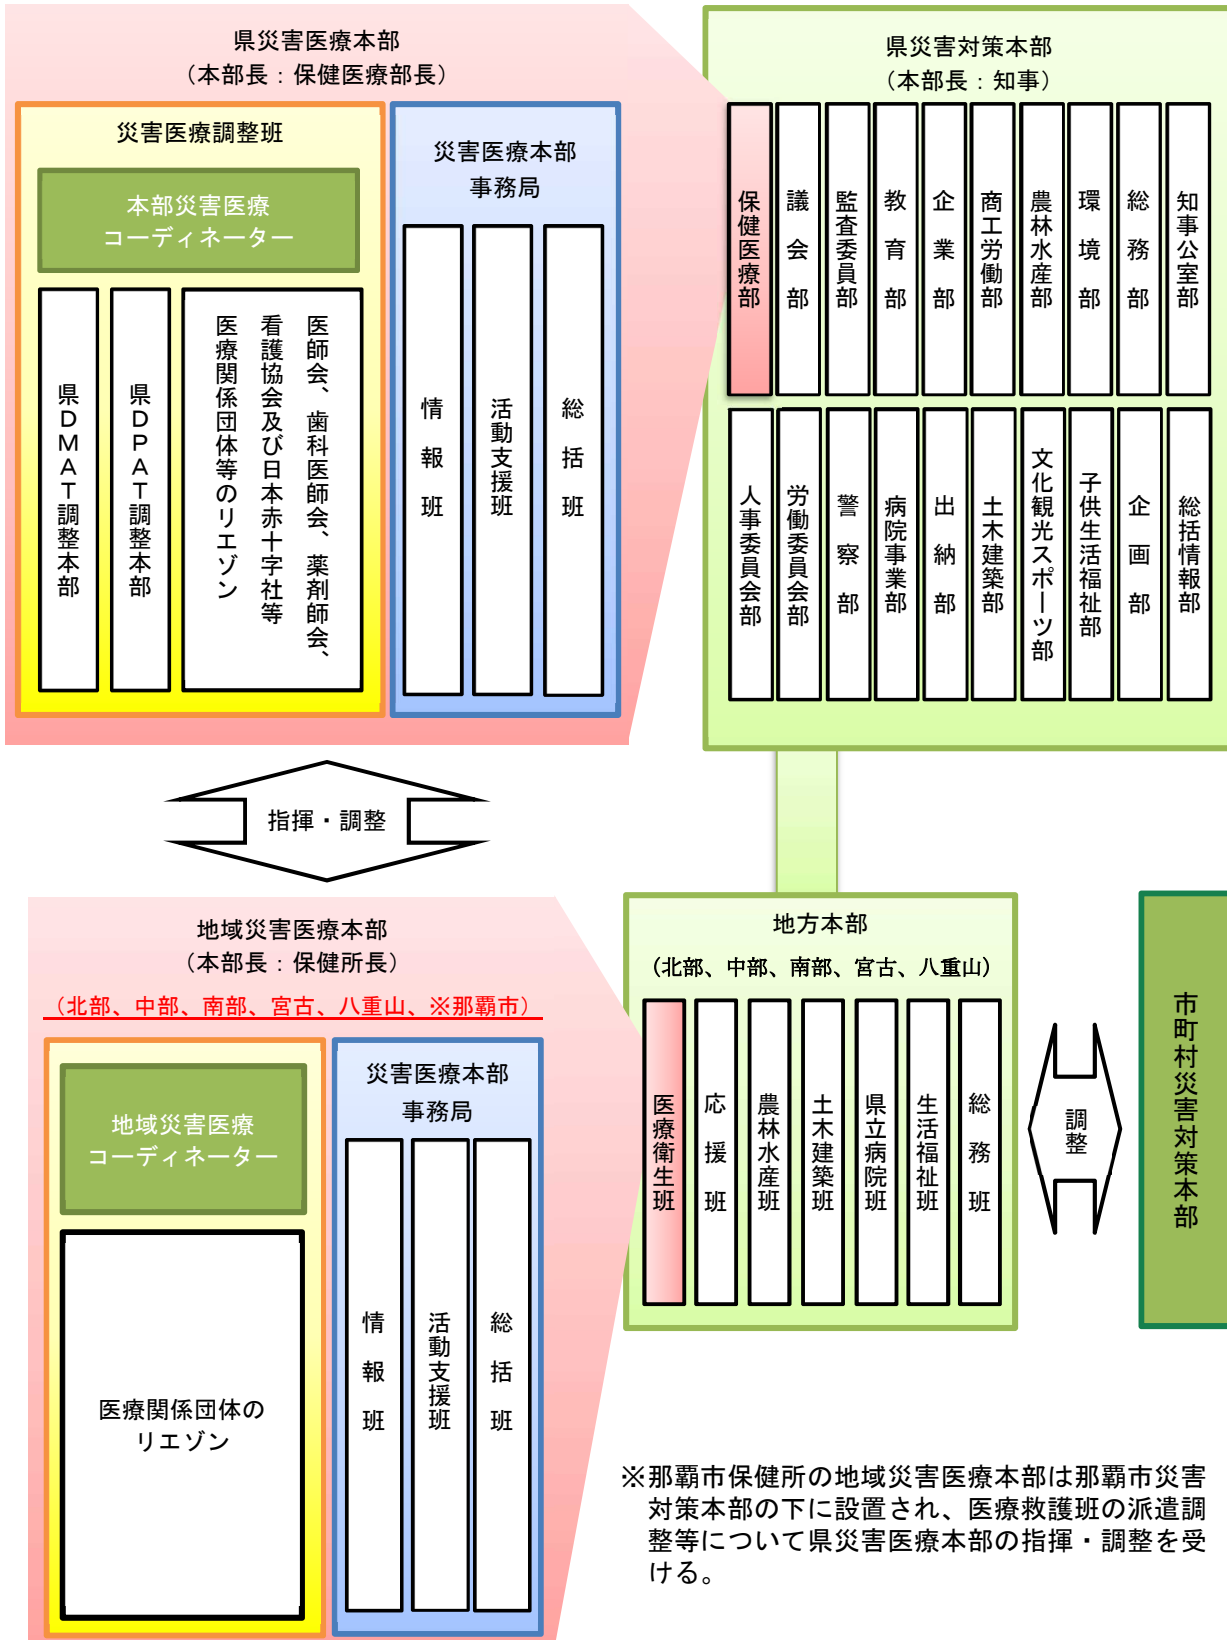 県災害医療本部
（本部長：保健医療部長）
災害医療調整班
本部災害医療
コーディネーター
県ＤＭＡＴ調整本部
県ＤＰＡＴ調整本部
医師会、歯科医師会、薬剤師会、
看護協会及び日本赤十字社等
医療関係団体等のリエゾン
災害医療本部
事務局
情報班
活動支援班
総括班
県災害対策本部
（本部長：知事）
保健医療部
議会部
監査委員部
教育部
企業部
商工労働部
農林水産部
環境部
総務部
知事公室部
人事委員会部
労働委員会部
警察部
病院事業部
出納部
土木建築部
文化観光スポーツ部
子供生活福祉部
企画部
総括情報部
指揮・調整
地域災害医療本部
（本部長：保健所長）
（北部、中部、南部、宮古、八重山、※那覇市）
地域災害医療
コーディネーター
医療関係団体の
リエゾン
災害医療本部
事務局
情報班
活動支援班
総括班
地方本部
（北部、中部、南部、宮古、八重山）
医療衛生班
応援班
農林水産班
土木建築班
県立病院班
生活福祉班
総務班
調整
市町村災害対策本部
※那覇市保健所の地域災害医療本部は那覇市災害
対策本部の下に設置され、医療救護班の派遣調
整等について県災害医療本部の指揮・調整を受
ける。